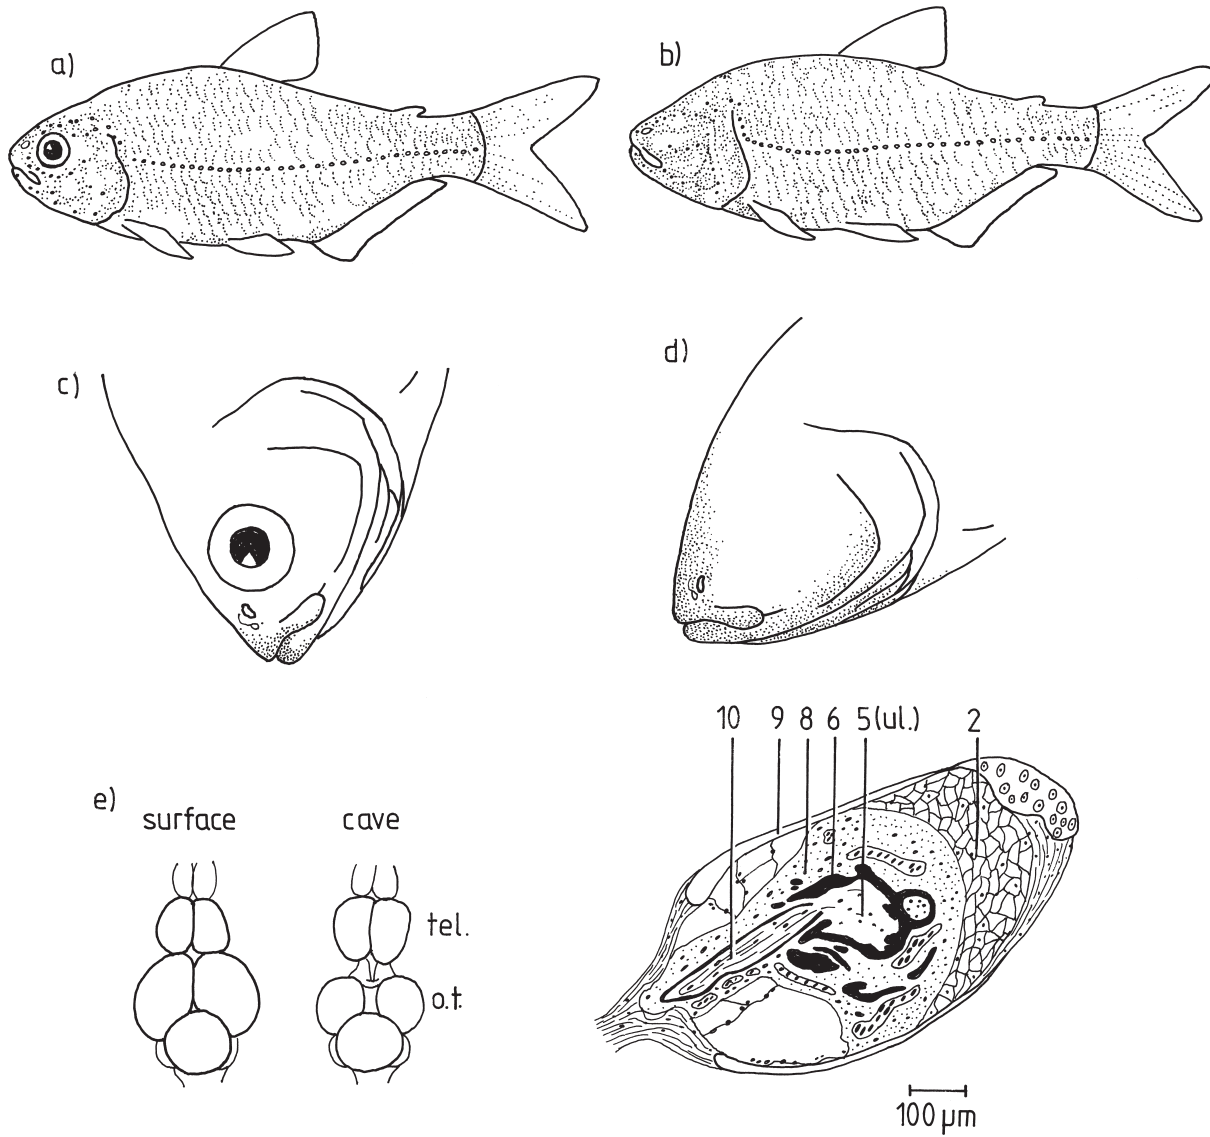 a)
b)
c)
d)
e)
surface cave
tel.
o.t.
10 9 8 6 5(ul.) 2
100 µm